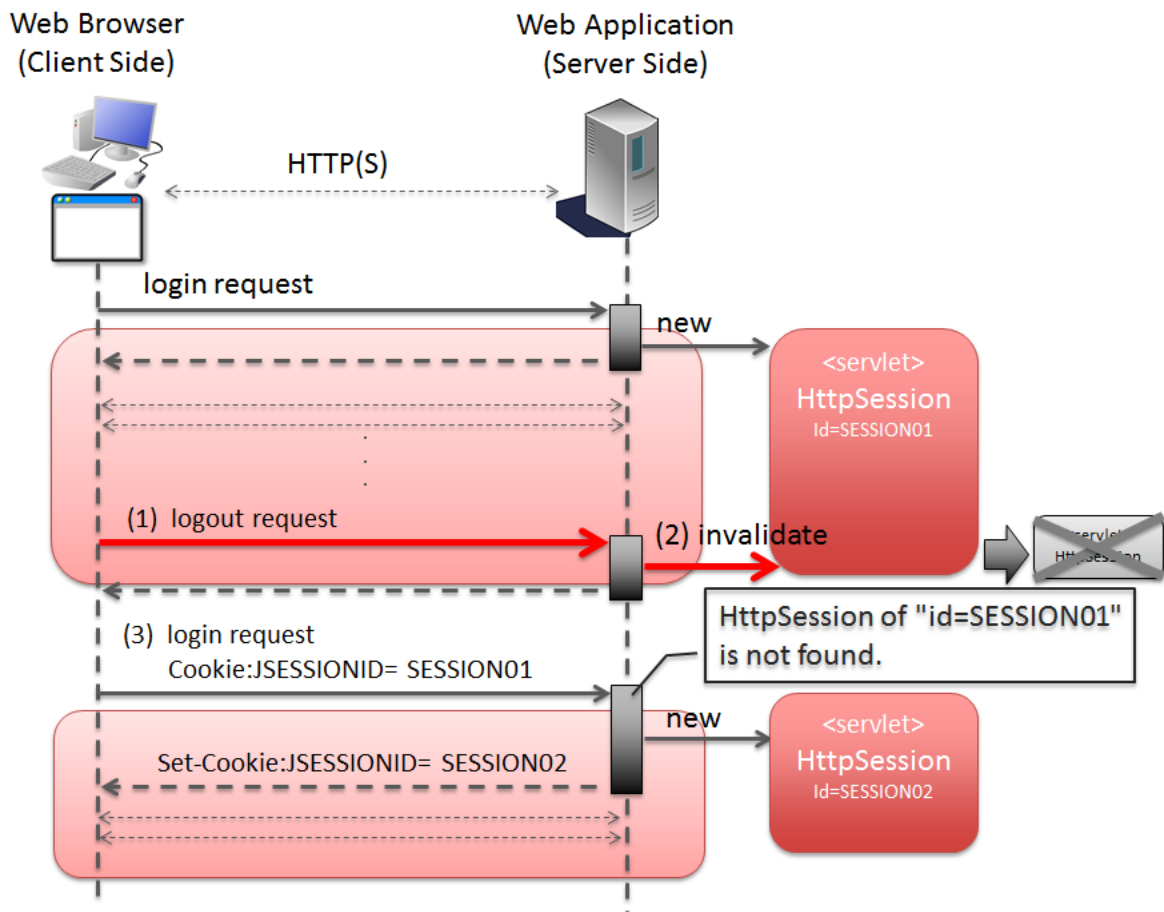 Web Browser
(Client Side)
Web Application
(Server Side)
HTTP(S)
login request
new
<servlet>
HttpSession
Id=SESSION01
.
.
.
(1) logout request
(2) invalidate
<servlet>
HttpSession
HttpSession of "id=SESSION01"
is not found.
(3) login request
Cookie:JSESSIONID= SESSION01
new
<servlet>
HttpSession
Id=SESSION02
Set-Cookie:JSESSIONID= SESSION02